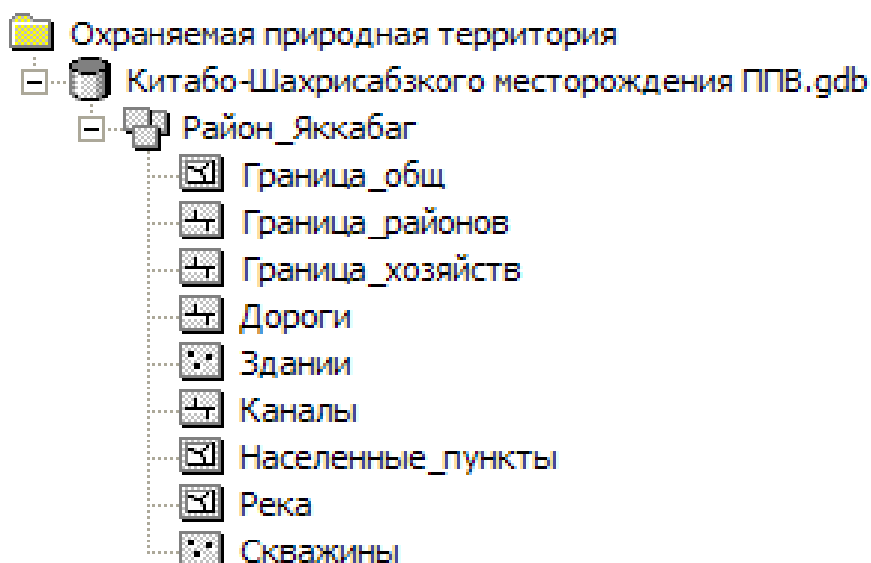 Охраняемая природная территория
Китабо-Шахрисабзкого месторождения ППВ.gdb
Район_Яккабаг
Граница_общ
Граница_районов
Граница_хозяйств
Дороги
Здании
Каналы
Населенные_пункты
Река
Скважины